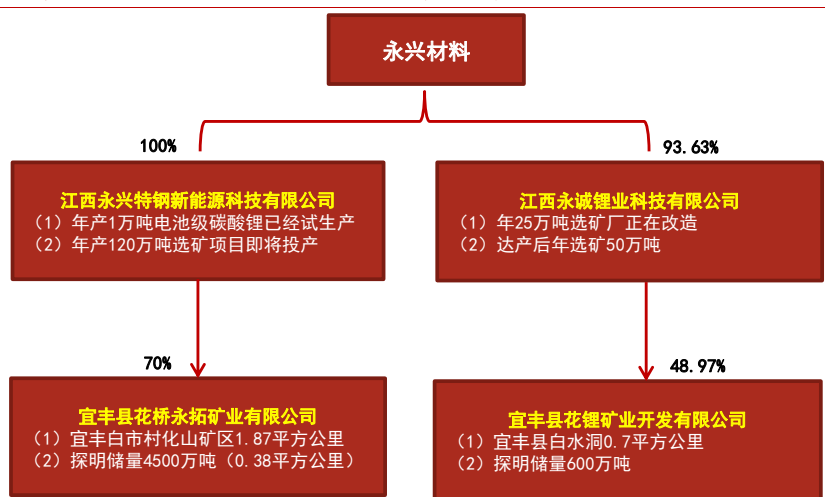 永兴材料
100%
93.63%
江西永兴特钢新能源科技有限公司
（1）年产1万吨电池级碳酸锂已经试生产
（2）年产120万吨选矿项目即将投产
江西永诚锂业科技有限公司
（1）年25万吨选矿厂正在改造
（2）达产后年选矿50万吨
70%
48.97%
宜丰县花桥永拓矿业有限公司
（1）宜丰白市村化山矿区1.87平方公里
（2）探明储量4500万吨（0.38平方公里）
宜丰县花锂矿业开发有限公司
（1）宜丰县白水洞0.7平方公里
（2）探明储量600万吨